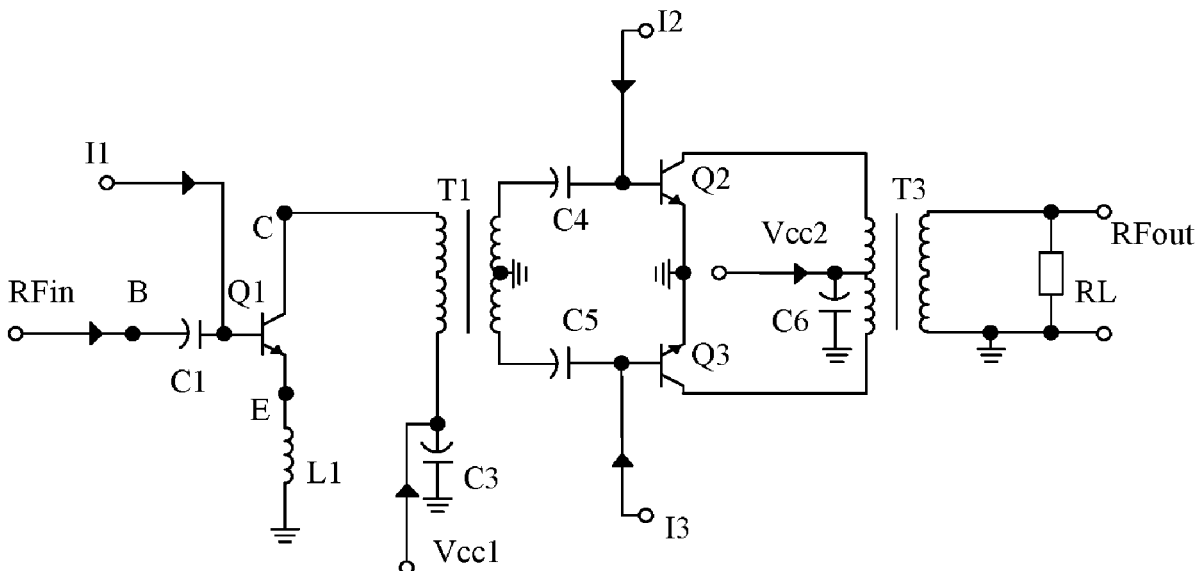 I2
I1
T1
Q2
T3
C
C4
Vcc2
RFout
RFin
B
Q1
C5
C6
RL
C1
Q3
E
L1
C3
I3
Vcc1